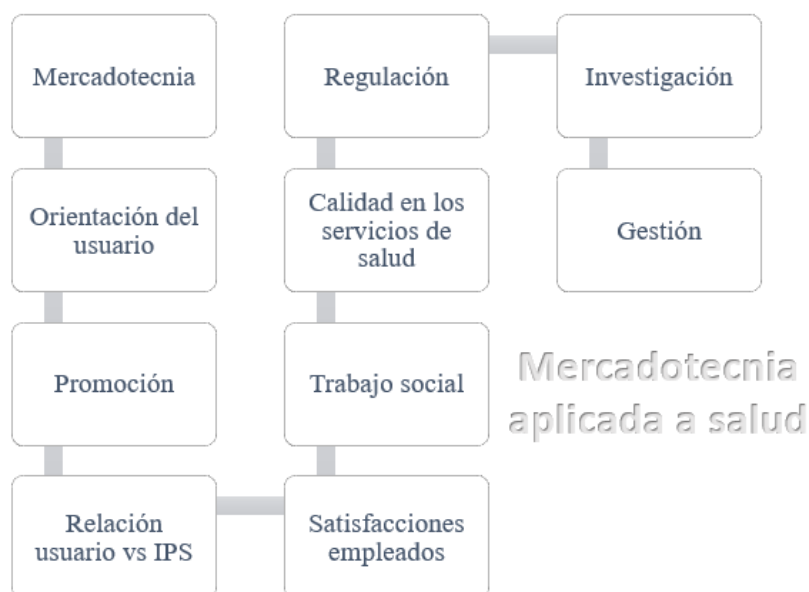 Mercadotecnia
Orientación del
usuario
Promoción
Relación
usuario vs IPS
Satisfacciones
empleados
Trabajo social
Calidad en los
servicios de
salud
Regulación
Investigación
Gestión
Mercadotecnia
aplicada a salud